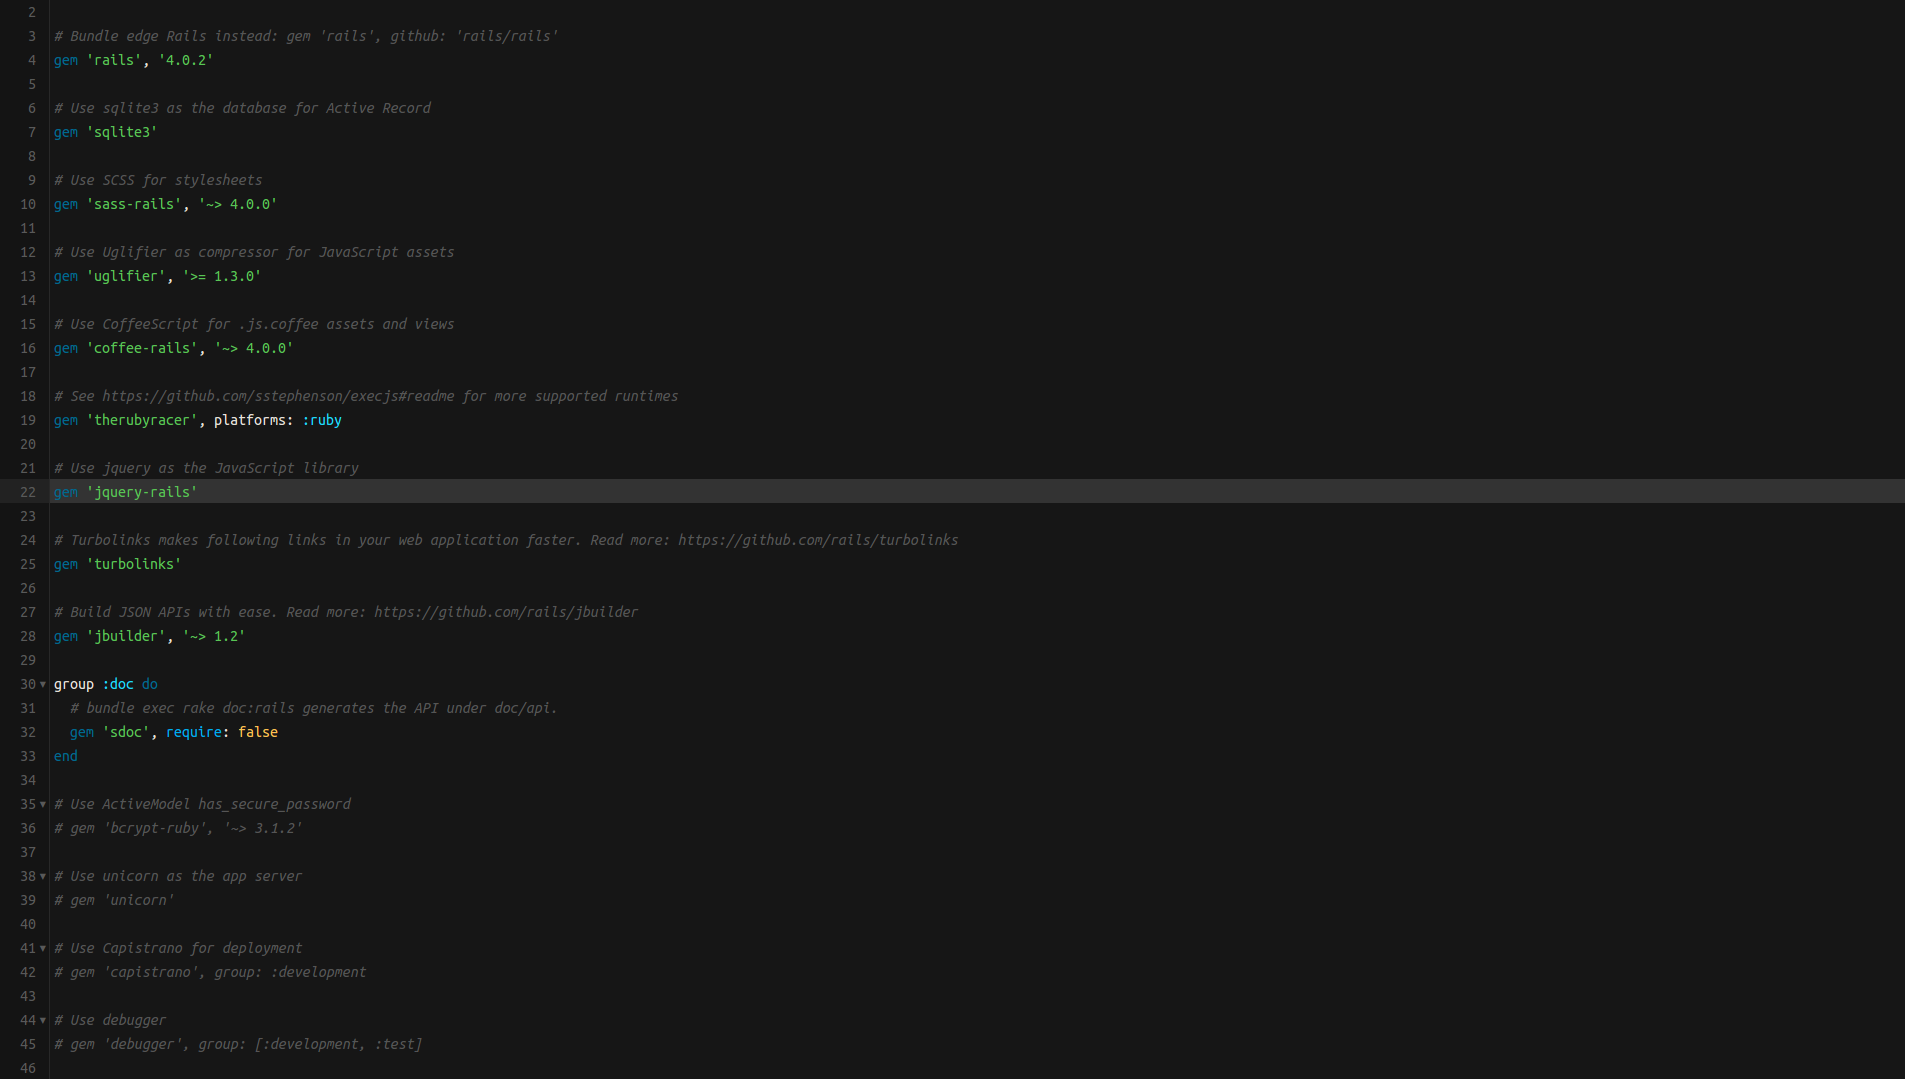 2
3 # Bundle edge Rails instead: gem 'rails', github: 'rails/rails'
4 gem 'rails', '4.0.2'
5
6 # Use sqlite3 as the database for Active Record
7 gem 'sqlite3'
8
9 # Use SCSS for stylesheets
10 gem 'sass-rails', '~> 4.0.0'
11
12 # Use Uglifier as compressor for JavaScript assets
13 gem 'uglifier', '>= 1.3.0'
14
15 # Use CoffeeScript for .js.coffee assets and views
16 gem 'coffee-rails', '~> 4.0.0'
17
18 # See https://github.com/sstephenson/execjs#readme for more supported runtimes
19 gem 'therubyracer', platforms: :ruby
20
21 # Use jquery as the JavaScript library
22 gem 'jquery-rails'
23
24 # Turbolinks makes following links in your web application faster. Read more: https://github.com/rails/turbolinks
25 gem 'turbolinks'
26
27 # Build JSON APIs with ease. Read more: https://github.com/rails/jbuilder
28 gem 'jbuilder', '~> 1.2'
29
30 group :doc do
31   # bundle exec rake doc:rails generates the API under doc/api.
32   gem 'sdoc', require: false
33 end
34
35 # Use ActiveModel has_secure_password
36 # gem 'bcrypt-ruby', '~> 3.1.2'
37
38 # Use unicorn as the app server
39 # gem 'unicorn'
40
41 # Use Capistrano for deployment
42 # gem 'capistrano', group: :development
43
44 # Use debugger
45 # gem 'debugger', group: [:development, :test]
46